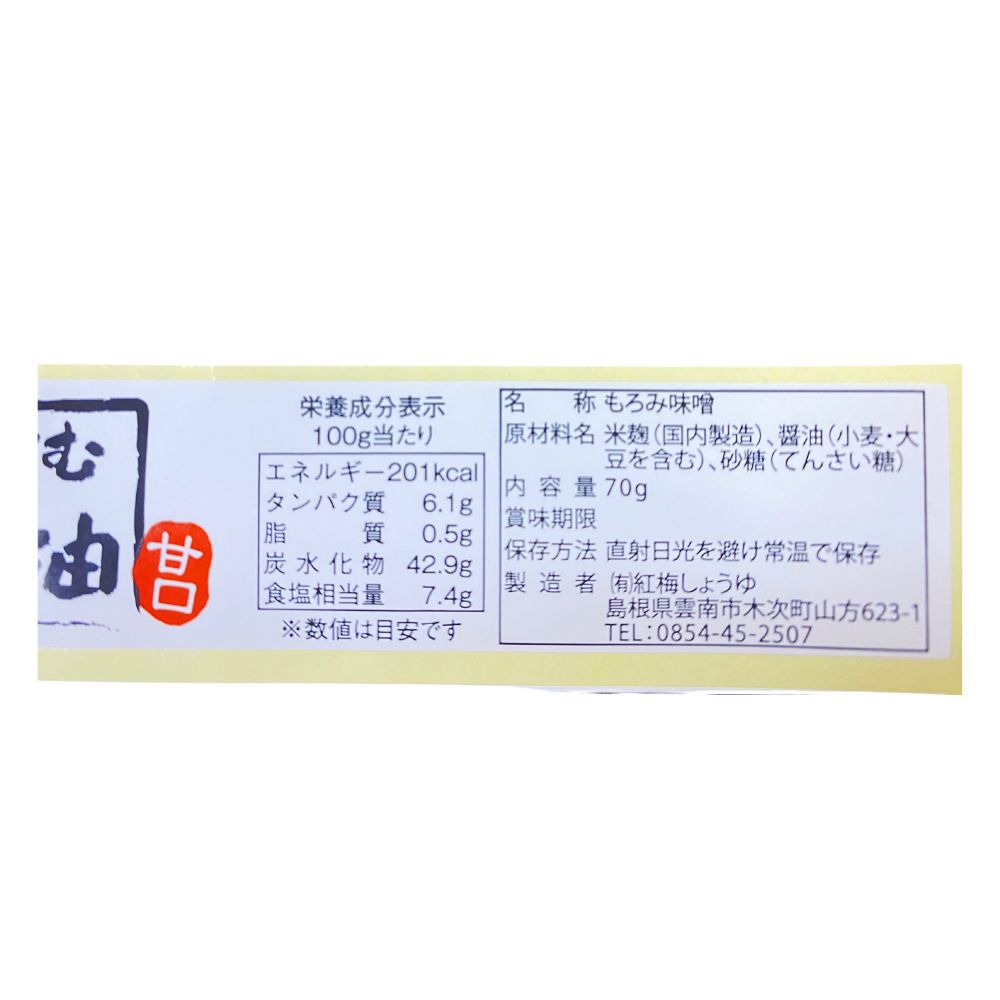 む
油
甘口
栄養成分表示
100g当たり
エネルギー201kcal
タンパク質 6.1g
脂質 0.5g
炭水化物 42.9g
食塩相当量 7.4g
※数値は目安です
名称 もろみ味噌
原材料名 米麹(国内製造)、醤油(小麦・大
豆を含む)、砂糖(てんさい糖)
内容量 70g
賞味期限
保存方法 直射日光を避け常温で保存
製造者 ㈲紅梅しょうゆ
島根県雲南市木次町山方623-1
TEL:0854-45-2507